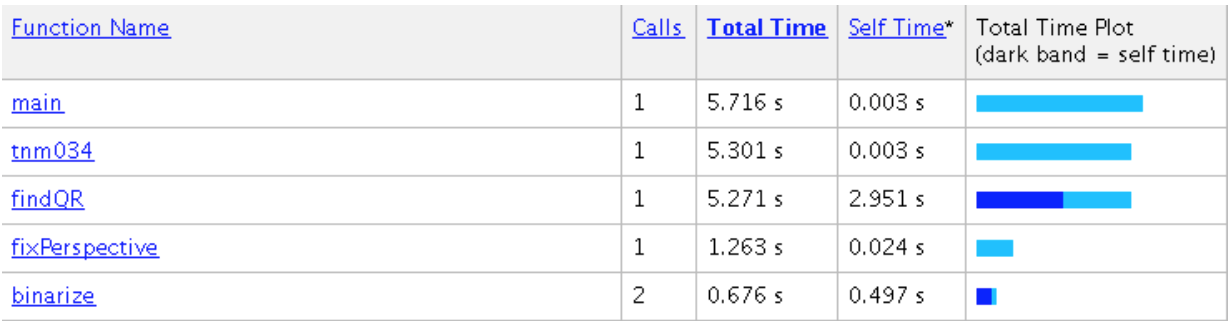 Function Name Calls Total Time Self Time* Total Time Plot
(dark band = self time)
main 1 5.716 s 0.003 s
tnm034 1 5.301 s 0.003 s
findQR 1 5.271 s 2.951 s
fixPerspective 1 1.263 s 0.024 s
binarize 2 0.676 s 0.497 s